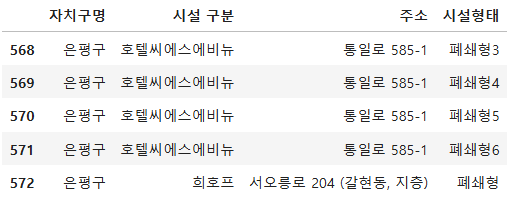 자치구명 시설 구분 주소 시설형태
568 은평구 호텔씨에스에비뉴 통일로 585-1 폐쇄형3
569 은평구 호텔씨에스에비뉴 통일로 585-1 폐쇄형4
570 은평구 호텔씨에스에비뉴 통일로 585-1 폐쇄형5
571 은평구 호텔씨에스에비뉴 통일로 585-1 폐쇄형6
572 은평구 희호프 서오릉로 204 (갈현동, 지층) 폐쇄형